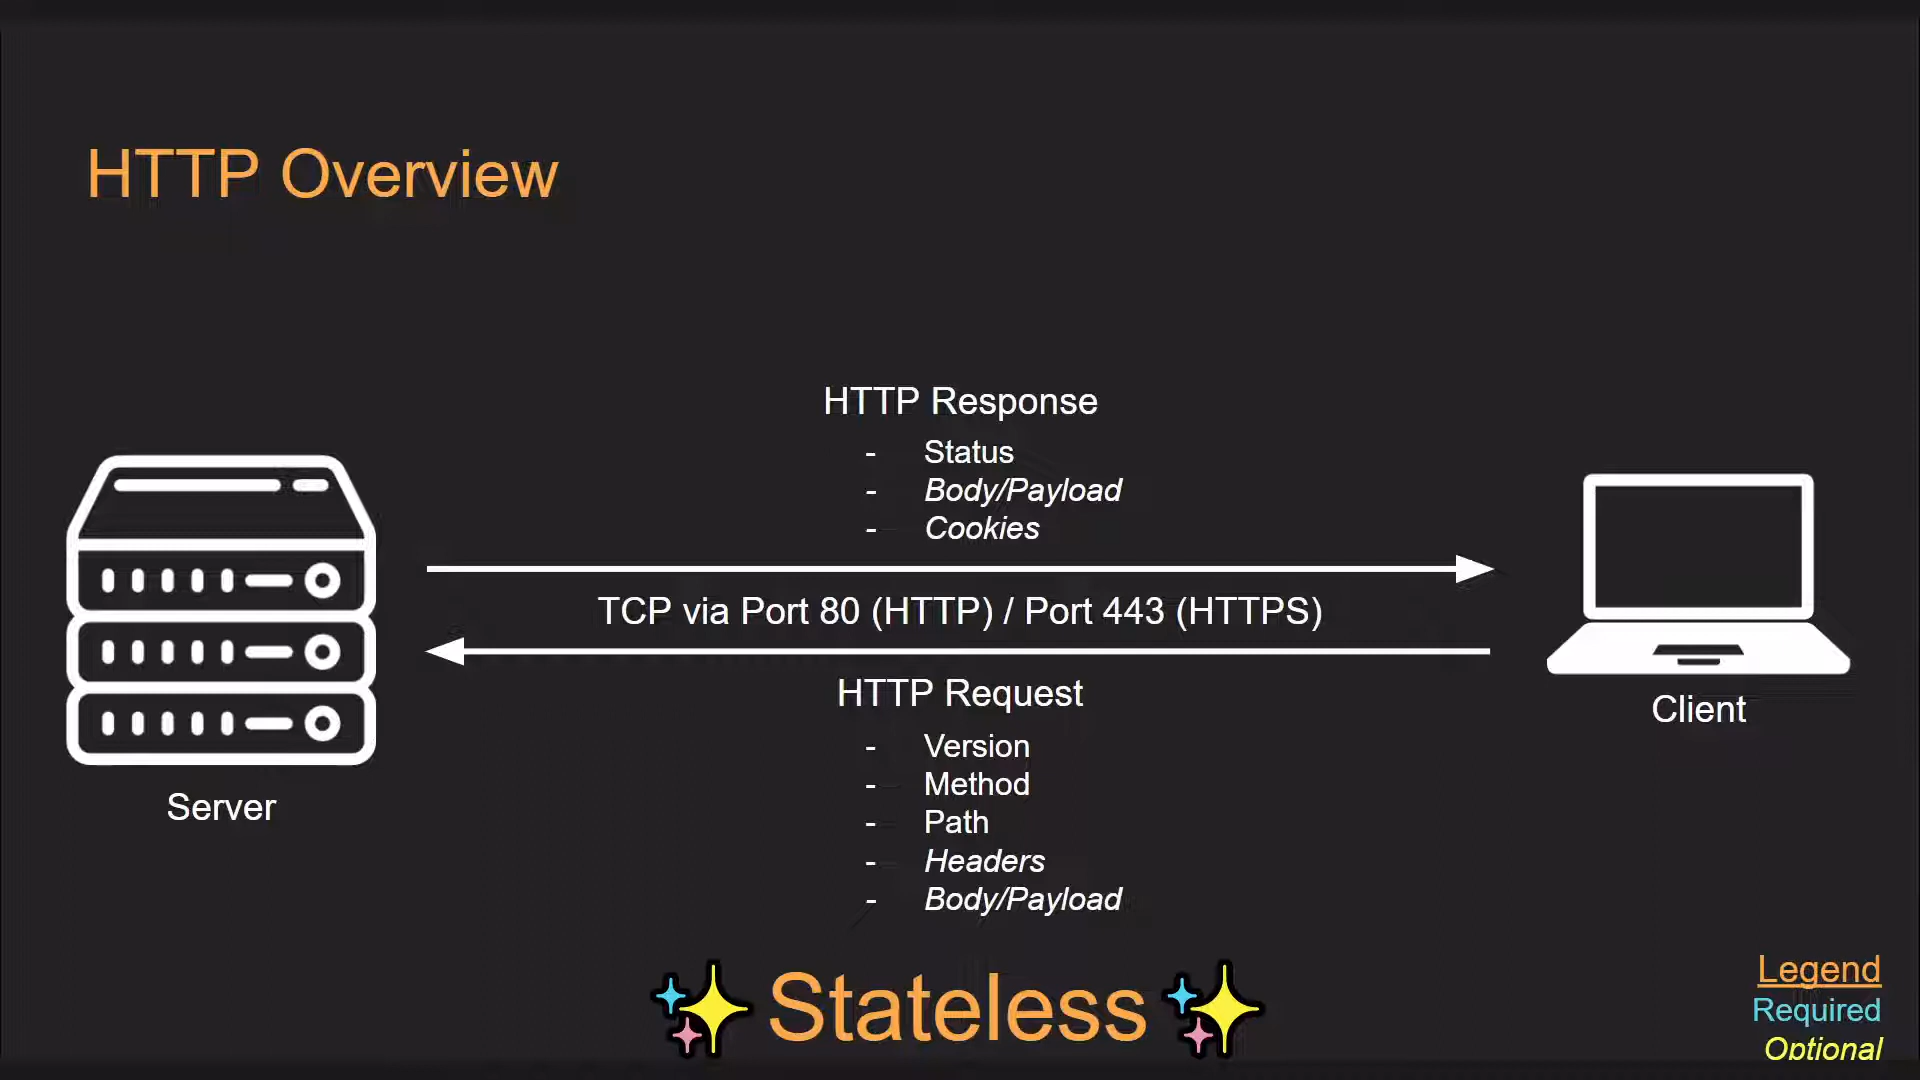 HTTP Overview
HTTP Response
- Status
- Body/Payload
- Cookies
TCP via Port 80 (HTTP) / Port 443 (HTTPS)
HTTP Request
- Version
- Method
- Path
- Headers
- Body/Payload
Server
Client
Stateless
Legend
Required
Optional